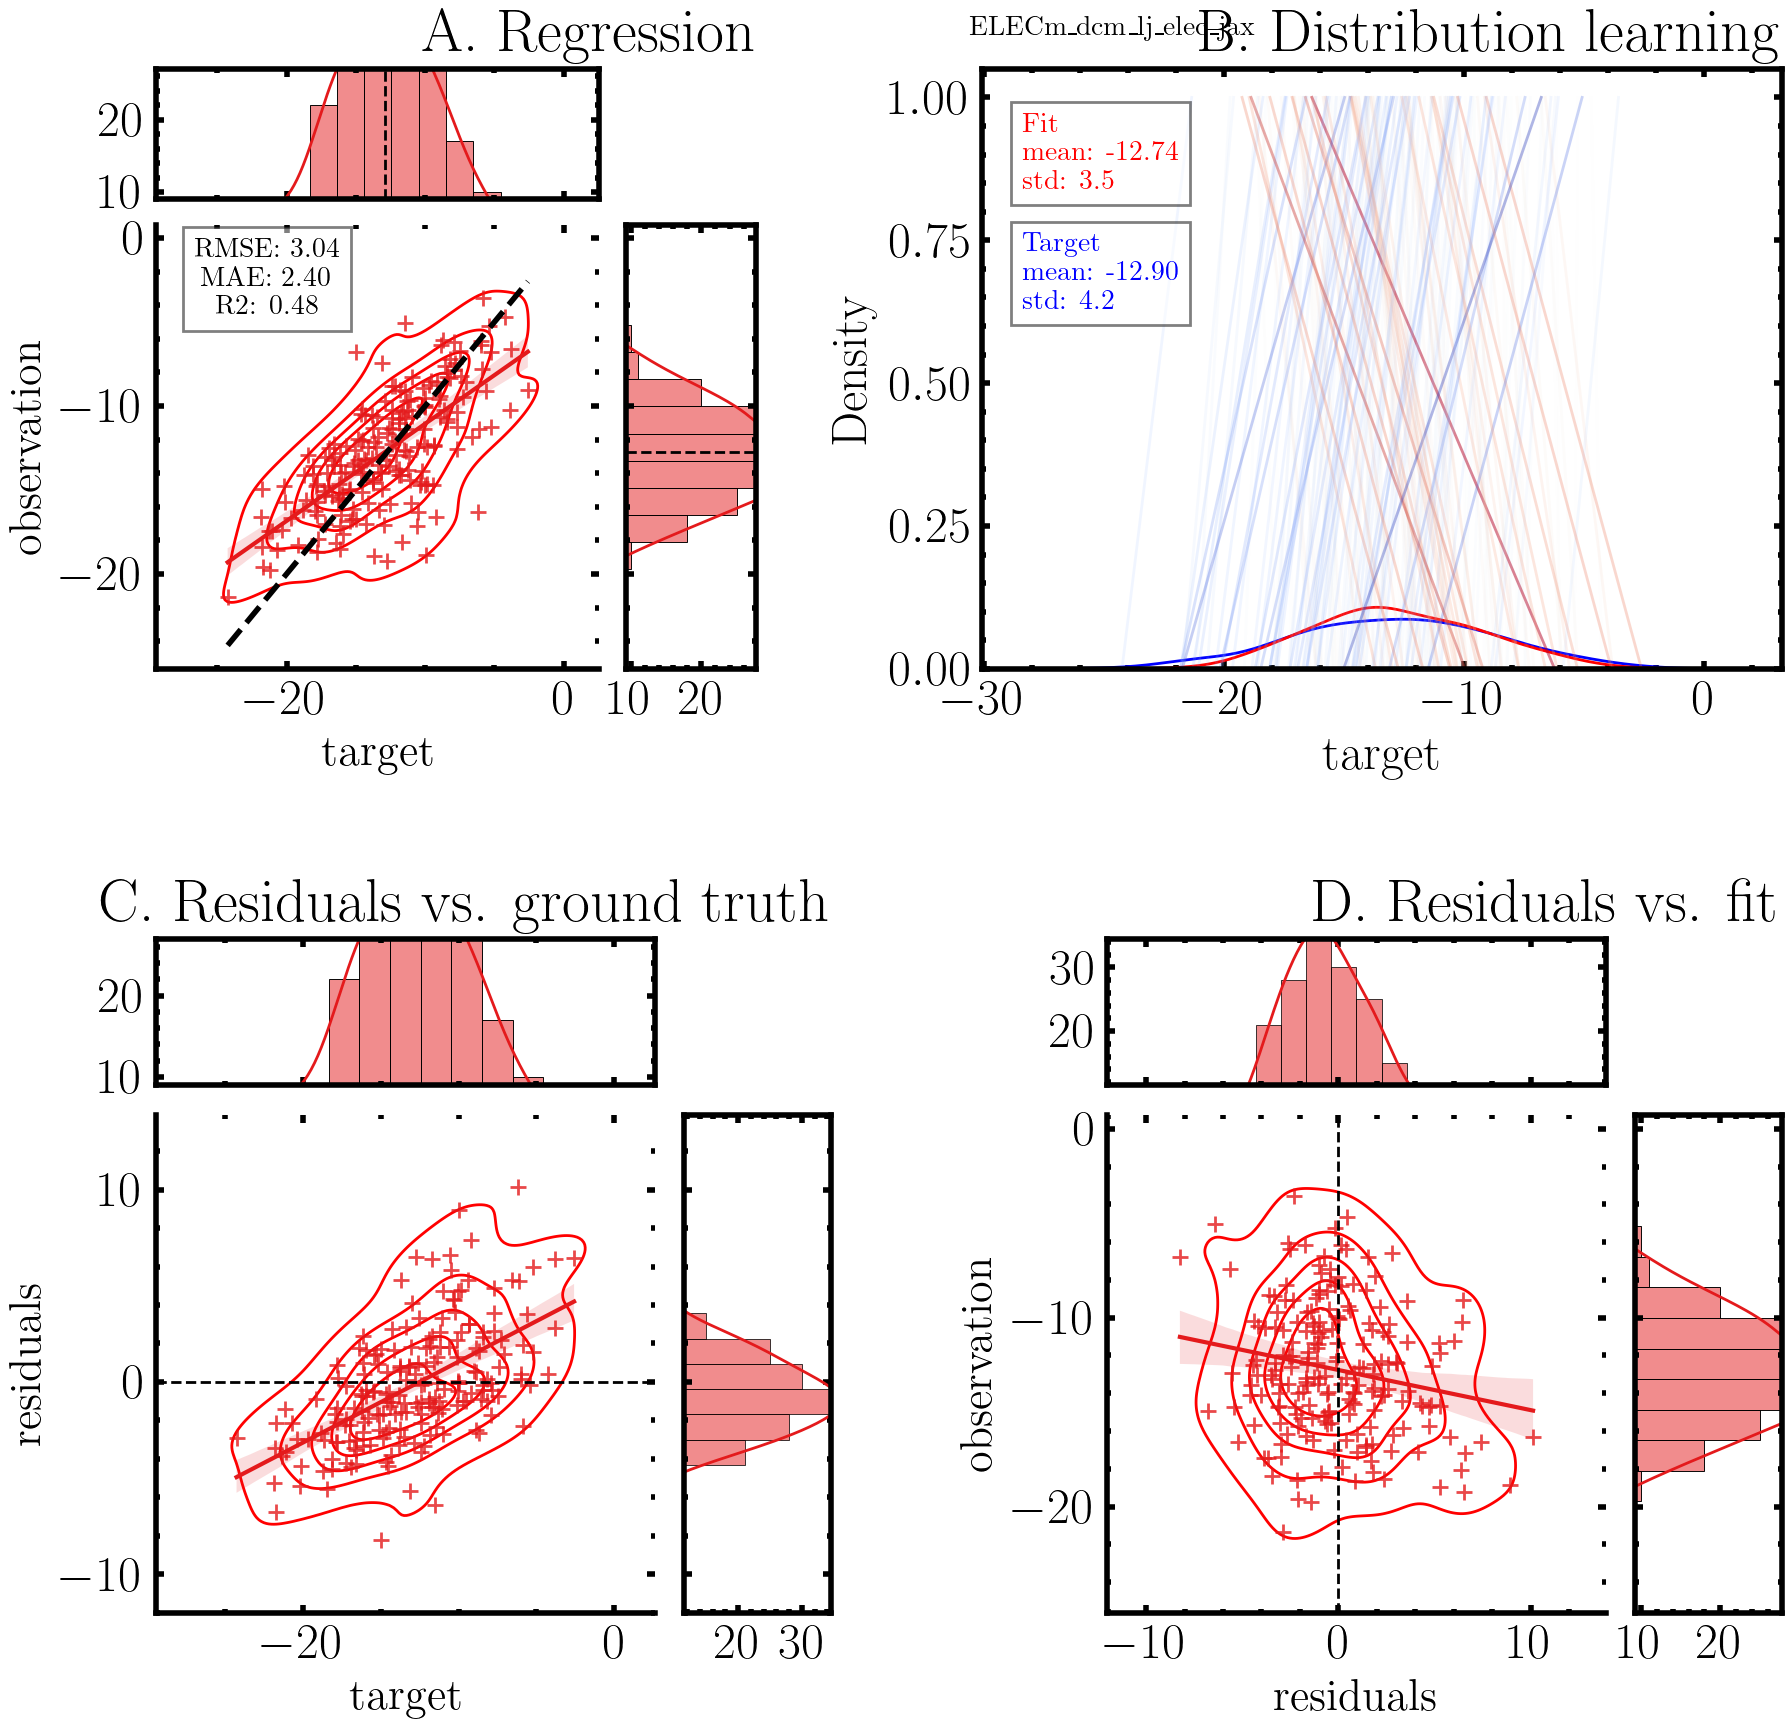 A. Regression
ELECm_dcm_lj_elec_jax
B. Distribution learning
20
10
0
−10
−20
observation
RMSE: 3.04
MAE: 2.40
R2: 0.48
−20
0
10
20
target
1.00
0.75
0.50
0.25
0.00
Density
Fit
mean: -12.74
std: 3.5
Target
mean: -12.90
std: 4.2
−30
−20
−10
0
target
C. Residuals vs. ground truth
20
10
10
0
−10
residuals
−20
0
20
30
target
D. Residuals vs. fit
30
20
0
−10
−20
observation
−10
0
10
10
20
residuals